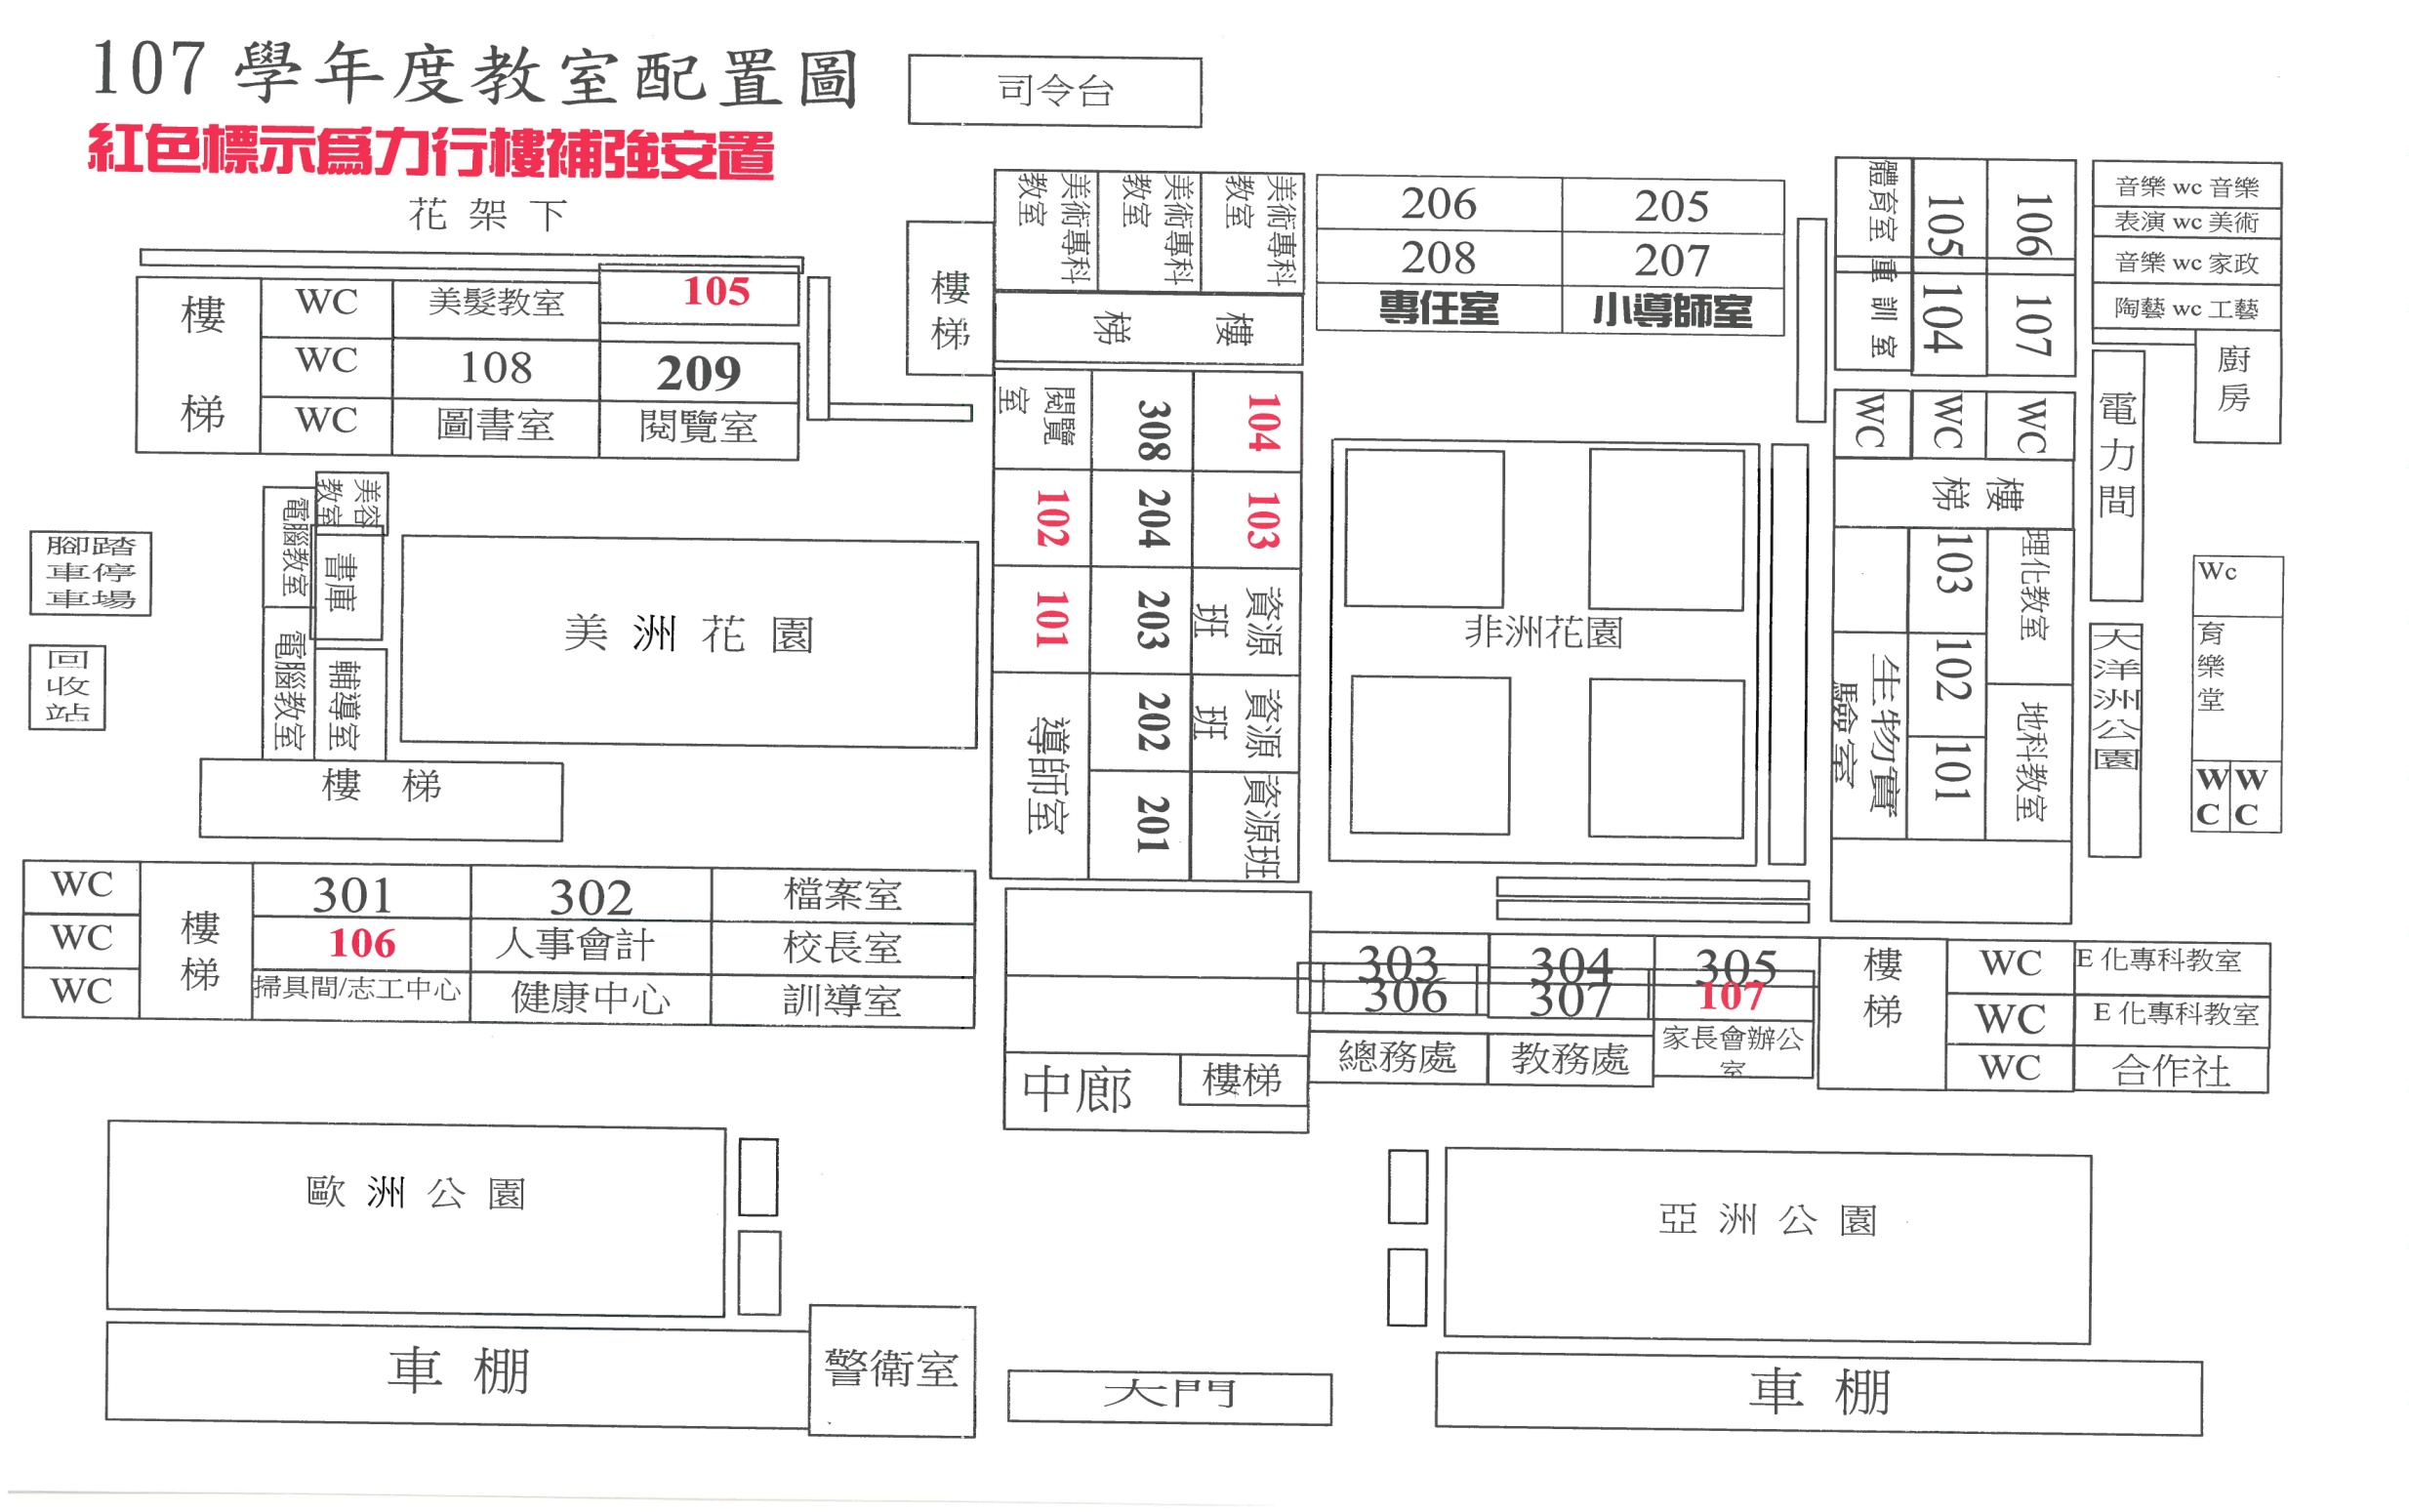 107 學年度教室配置圖
紅色標示為力行樓補強安置
司令台
花 架 下
樓梯
WC
美髮教室
105
WC
108
209
WC
圖書室
閱覽室
樓梯
美術專科教室
美術專科教室
美術專科教室
樓梯
206
205
208
207
專任室
小導師室
體育室
105
106
重訓室
104
107
音樂 wc 音樂
表演 wc 美術
音樂 wc 家政
陶藝 wc 工藝
廚房
電力間
WC
WC
WC
樓梯
閱覽室
308
104
102
204
103
101
203
資源班
導師室
202
資源班
201
資源班
美容教室
電腦教室
書庫
電腦教室
輔導室
樓 梯
腳踏車停車場
回收站
美 洲 花 園
非洲花園
103
理化教室
102
生物實驗室
101
地科教室
大洋洲公園
Wc
育樂堂
WC
WC
WC
樓梯
301
302
檔案室
WC
106
人事會計
校長室
WC
掃具間/志工中心
健康中心
訓導室
303
304
305
306
307
107
總務處
教務處
家長會辦公室
樓梯
WC
E 化專科教室
WC
E 化專科教室
WC
合作社
中廊
樓梯
歐 洲 公 園
亞 洲 公 園
車 棚
警衛室
大門
車 棚